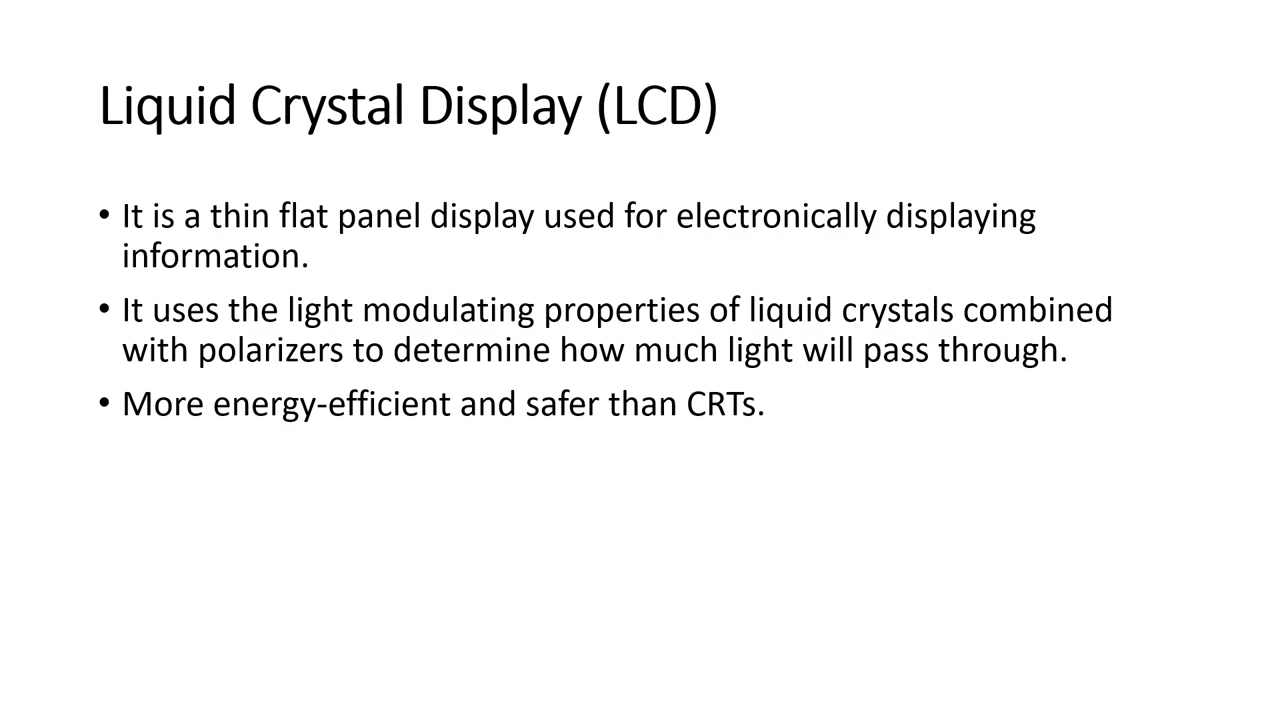 Liquid Crystal Display (LCD)
• It is a thin flat panel display used for electronically displaying
information.
• It uses the light modulating properties of liquid crystals combined
with polarizers to determine how much light will pass through.
• More energy-efficient and safer than CRTs.